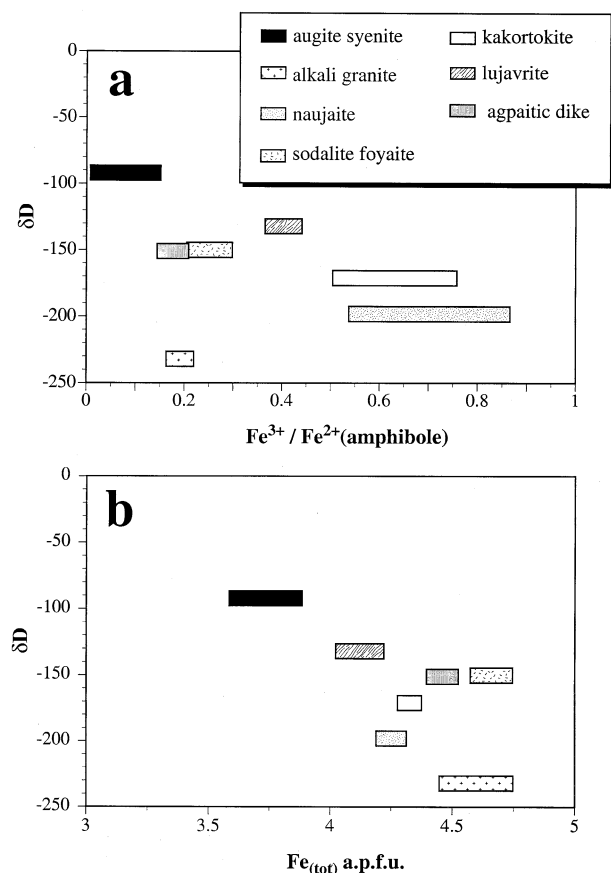 augite syenite
alkali granite
naujaite
sodalite foyaite
kakortokite
lujavrite
agpaitic dike
a
0
-50
-100
-150
-200
-250
δD
0
0.2
0.4
0.6
0.8
1
Fe3+ / Fe2+(amphibole)
b
0
-50
-100
-150
-200
-250
δD
3
3.5
4
4.5
5
Fe(tot) a.p.f.u.